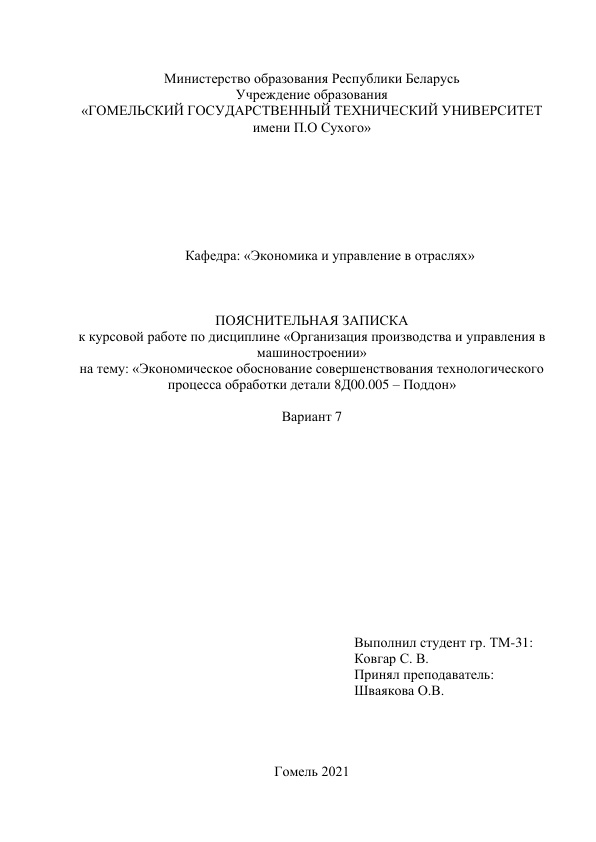 Министерство образования Республики Беларусь
Учреждение образования
«ГОМЕЛЬСКИЙ ГОСУДАРСТВЕННЫЙ ТЕХНИЧЕСКИЙ УНИВЕРСИТЕТ
имени П.О Сухого»
Кафедра: «Экономика и управление в отраслях»
ПОЯСНИТЕЛЬНАЯ ЗАПИСКА
к курсовой работе по дисциплине «Организация производства и управления в
машиностроении»
на тему: «Экономическое обоснование совершенствования технологического
процесса обработки детали 8Д00.005 – Поддон»
Вариант 7
Выполнил студент гр. ТМ-31:
Ковгар С. В.
Принял преподаватель:
Шваякова О.В.
Гомель 2021